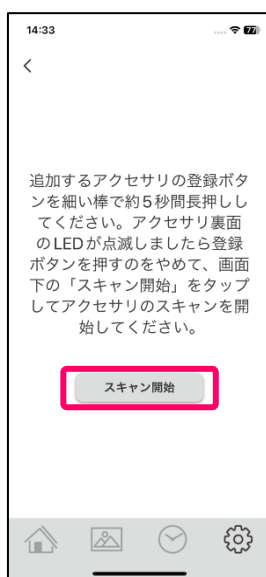 14:33
77
追加するアクセサリの登録ボタ
ンを細い棒で約5秒間長押しし
てください。アクセサリ裏面
のLEDが点滅しましたら登録
ボタンを押すのをやめて、画面
下の「スキャン開始」をタップ
してアクセサリのスキャンを開
始してください。
スキャン開始